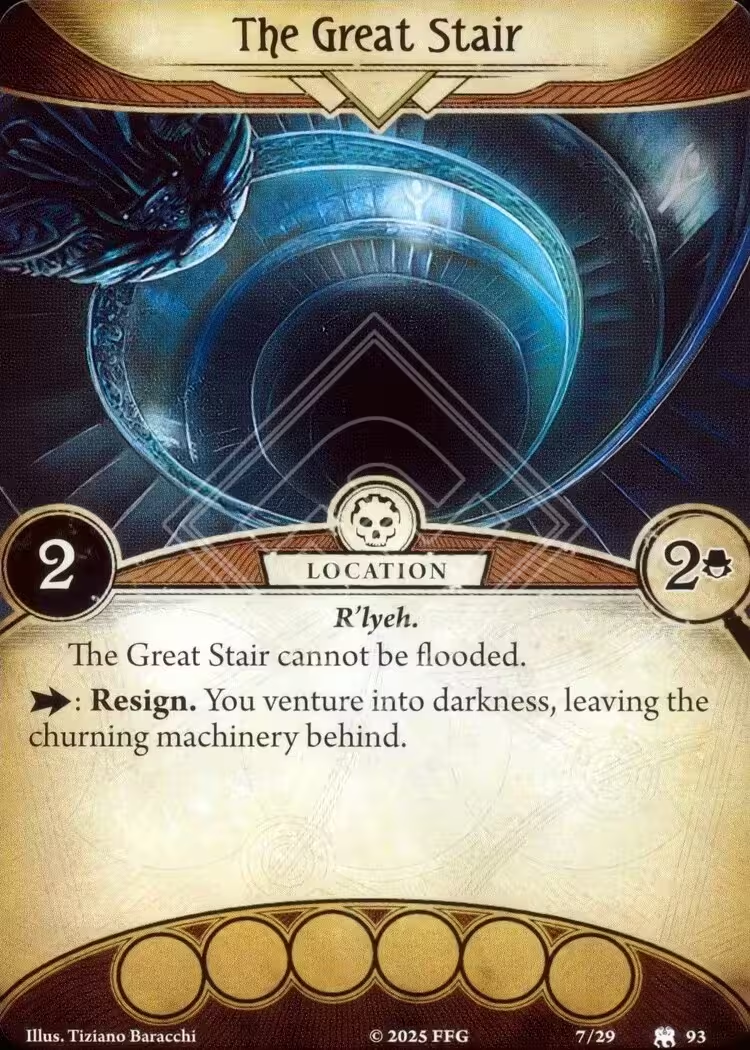 The Great Stair
2
LOCATION
2
R'lyeh.
The Great Stair cannot be flooded.
: Resign. You venture into darkness, leaving the
churning machinery behind.
Illus. Tiziano Baracchi
© 2025 FFG
7/29
93